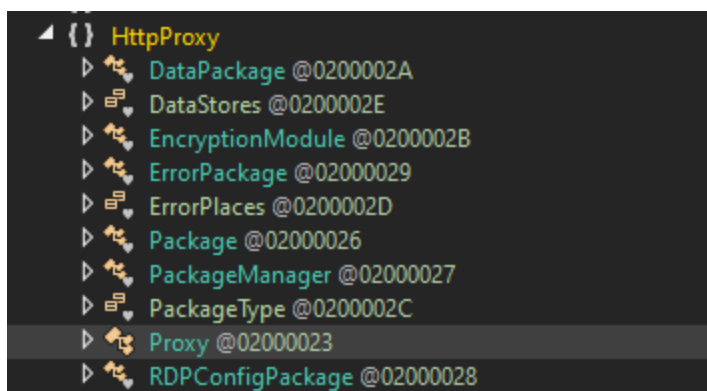 { } HttpProxy
DataPackage @0200002A
DataStores @0200002E
EncryptionModule @0200002B
ErrorPackage @02000029
ErrorPlaces @0200002D
Package @02000026
PackageManager @02000027
PackageType @0200002C
Proxy @02000023
RDPConfigPackage @02000028